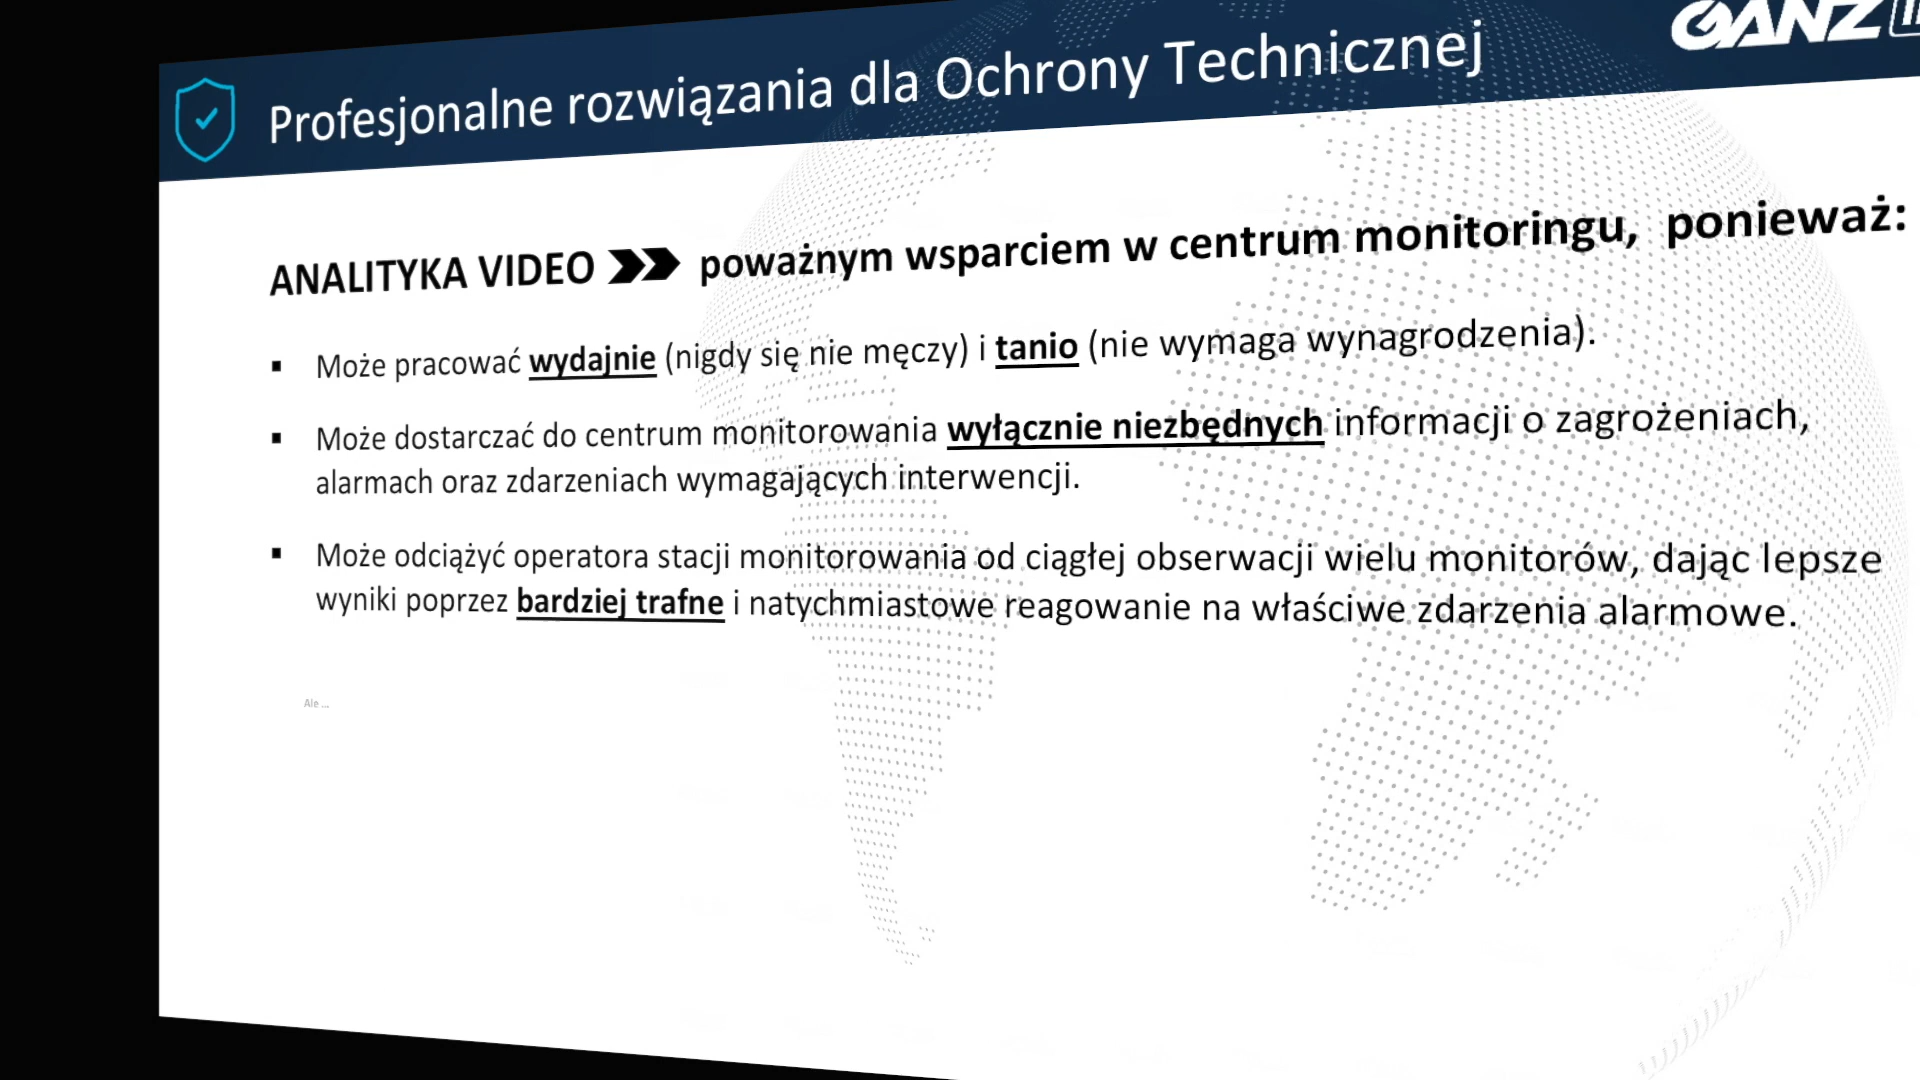 Profesjonalne rozwiązania dla Ochrony Technicznej
GANZ
ANALITYKA VIDEO poważnym wsparciem w centrum monitoringu, ponieważ:
▪ Może pracować wydajnie (nigdy się nie męczy) i tanio (nie wymaga wynagrodzenia).
▪ Może dostarczać do centrum monitorowania wyłącznie niezbędnych informacji o zagrożeniach,
alarmach oraz zdarzeniach wymagających interwencji.
▪ Może odciążyć operatora stacji monitorowania od ciągłej obserwacji wielu monitorów, dając lepsze
wyniki poprzez bardziej trafne i natychmiastowe reagowanie na właściwe zdarzenia alarmowe.
Ale ...